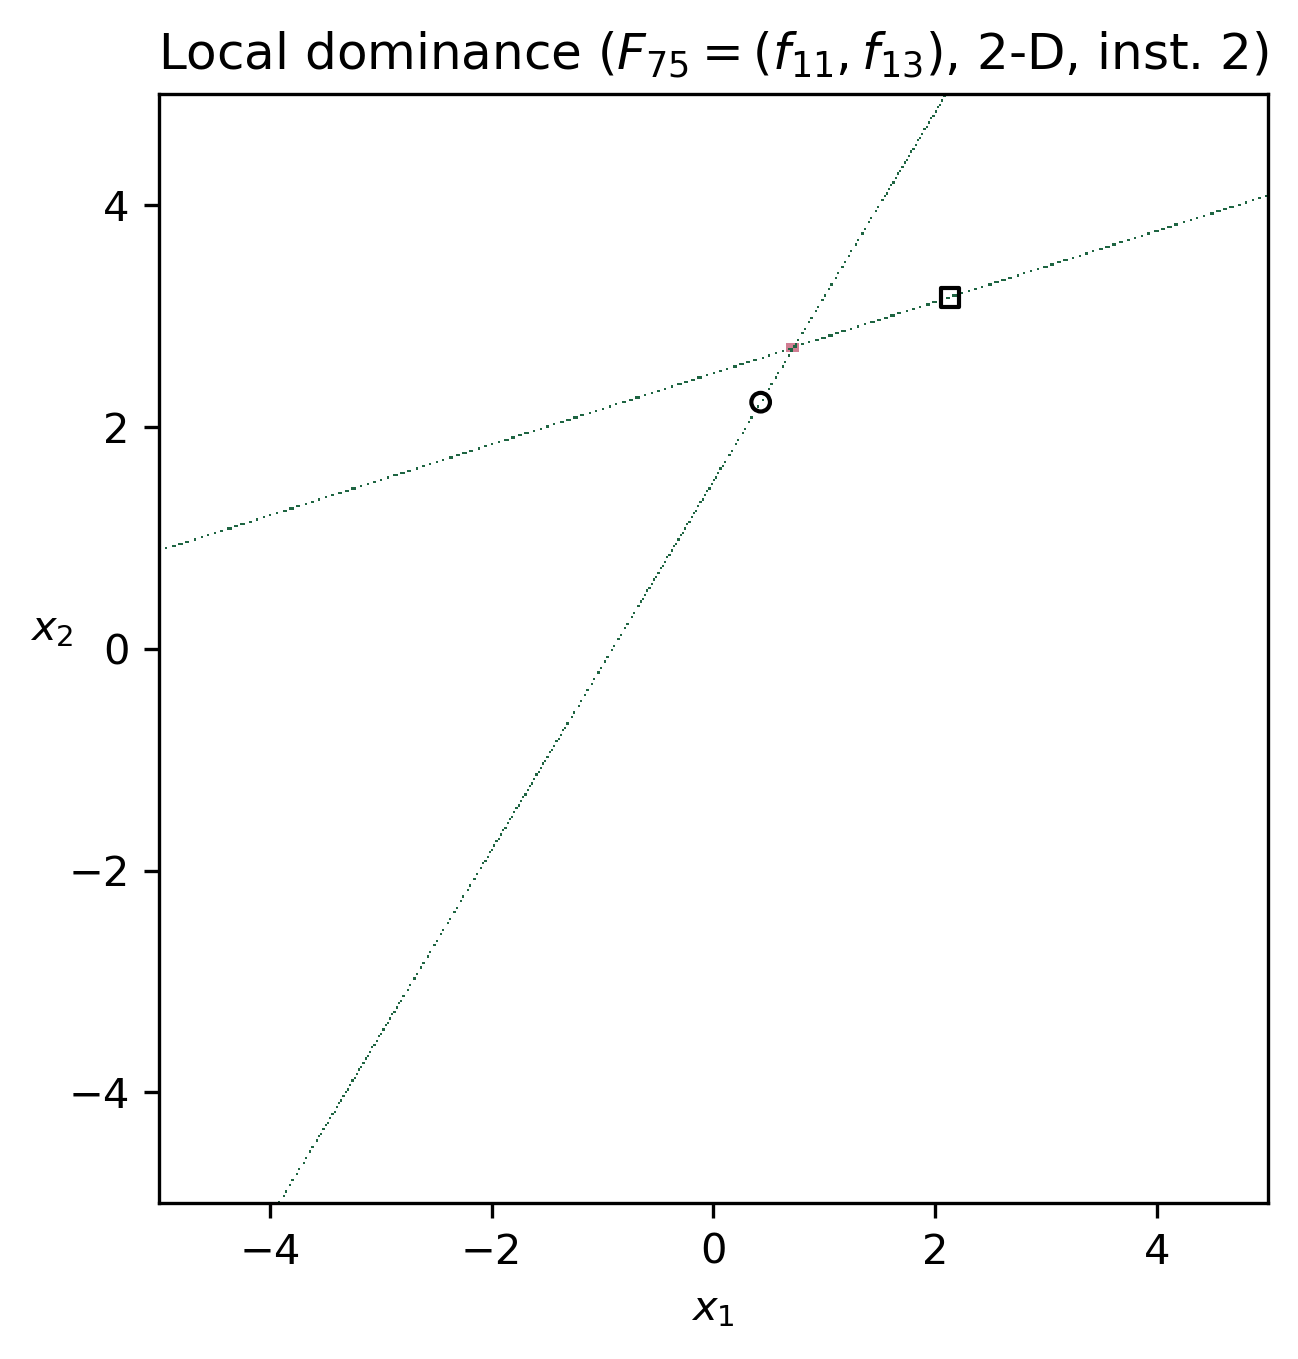 Local dominance (F₇₅ = (f₁₁, f₁₃), 2-D, inst. 2)
4
2
0
−2
−4
x₂
−4 −2 0 2 4
x₁